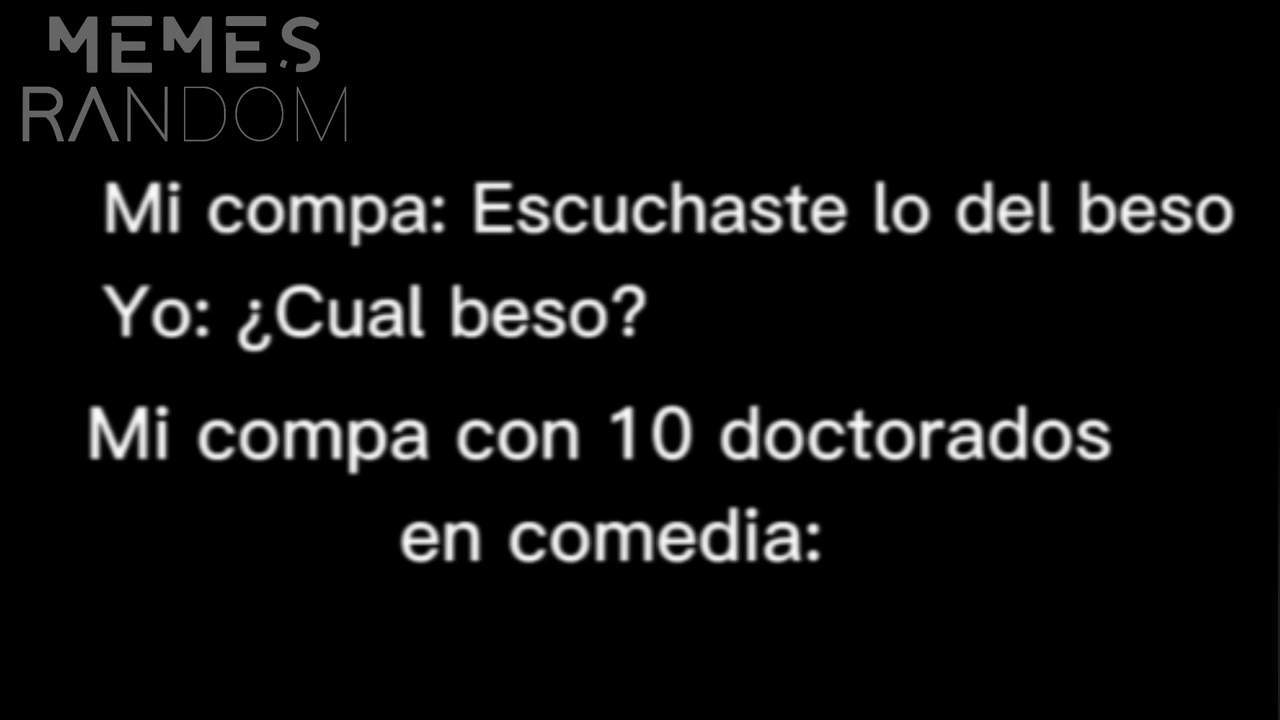 MEMES
RANDOM
Mi compa: Escuchaste lo del beso
Yo: ¿Cual beso?
Mi compa con 10 doctorados
en comedia: